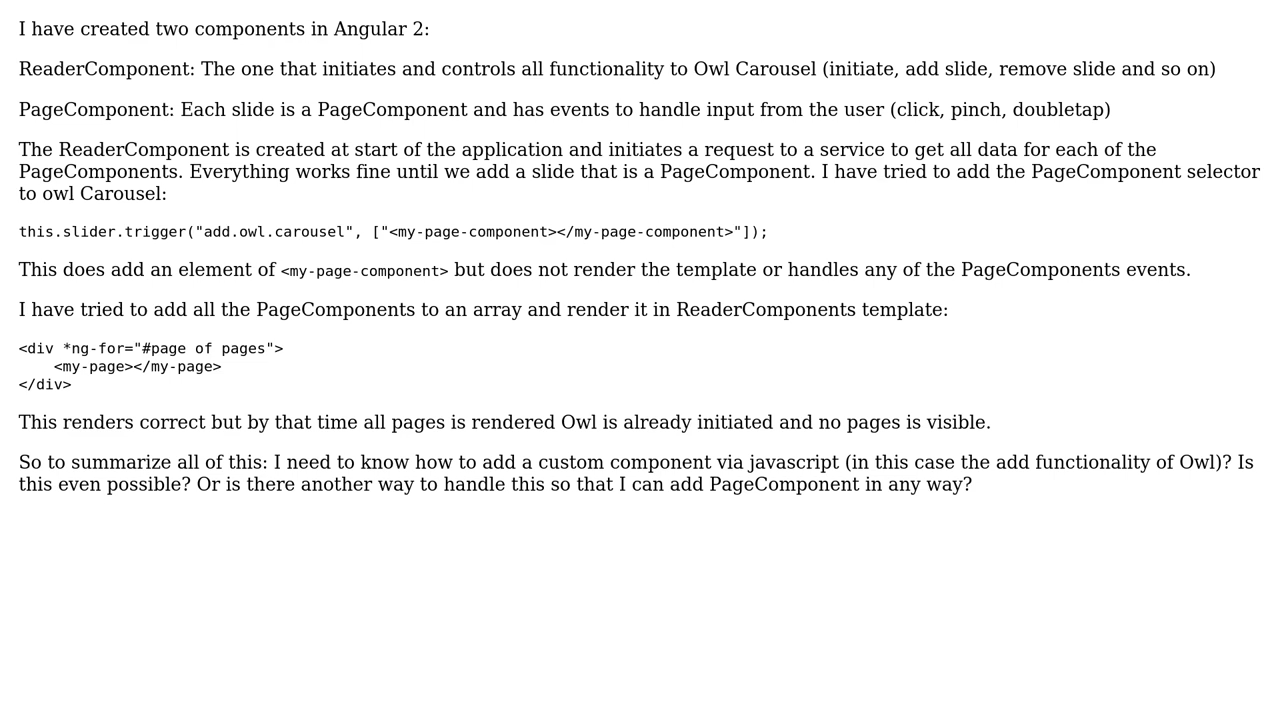 I have created two components in Angular 2:
ReaderComponent: The one that initiates and controls all functionality to Owl Carousel (initiate, add slide, remove slide and so on)
PageComponent: Each slide is a PageComponent and has events to handle input from the user (click, pinch, doubletap)
The ReaderComponent is created at start of the application and initiates a request to a service to get all data for each of the
PageComponents. Everything works fine until we add a slide that is a PageComponent. I have tried to add the PageComponent selector
to owl Carousel:
this.slider.trigger("add.owl.carousel", ["<my-page-component></my-page-component>"]);
This does add an element of <my-page-component> but does not render the template or handles any of the PageComponents events.
I have tried to add all the PageComponents to an array and render it in ReaderComponents template:
<div *ng-for="#page of pages">
    <my-page></my-page>
</div>
This renders correct but by that time all pages is rendered Owl is already initiated and no pages is visible.
So to summarize all of this: I need to know how to add a custom component via javascript (in this case the add functionality of Owl)? Is
this even possible? Or is there another way to handle this so that I can add PageComponent in any way?